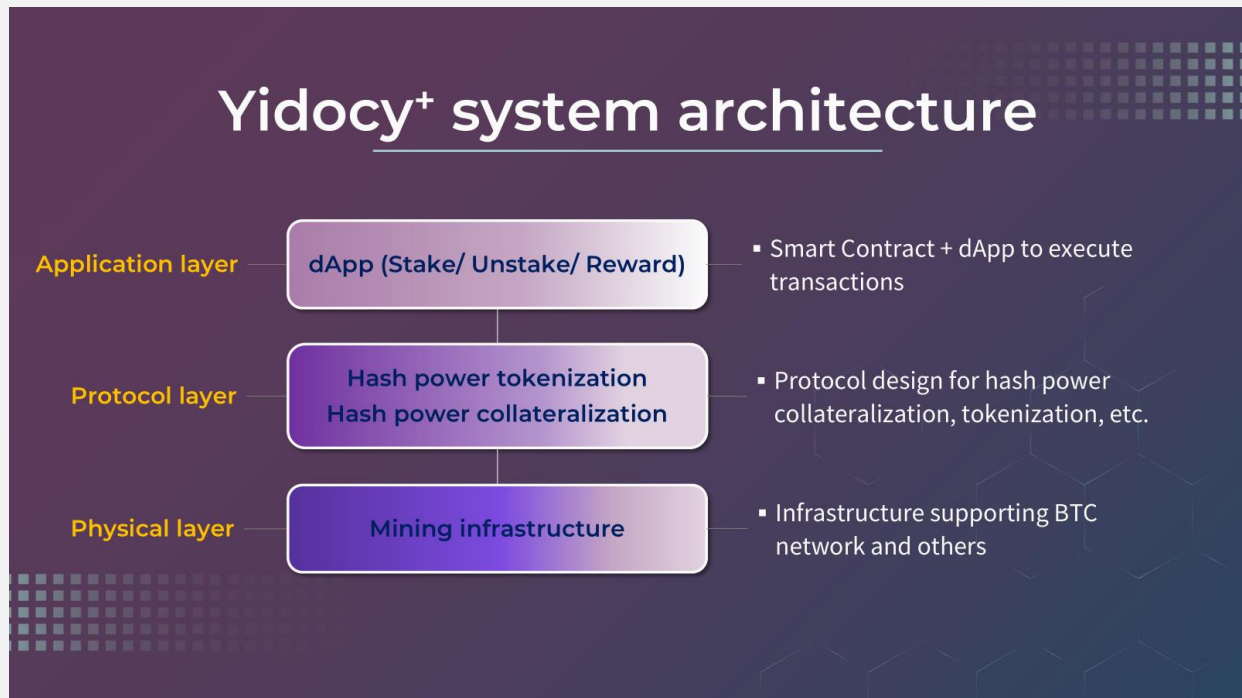 Yidocy⁺ system architecture
Application layer
dApp (Stake/ Unstake/ Reward)
▪ Smart Contract + dApp to execute
transactions
Protocol layer
Hash power tokenization
Hash power collateralization
▪ Protocol design for hash power
collateralization, tokenization, etc.
Physical layer
Mining infrastructure
▪ Infrastructure supporting BTC
network and others